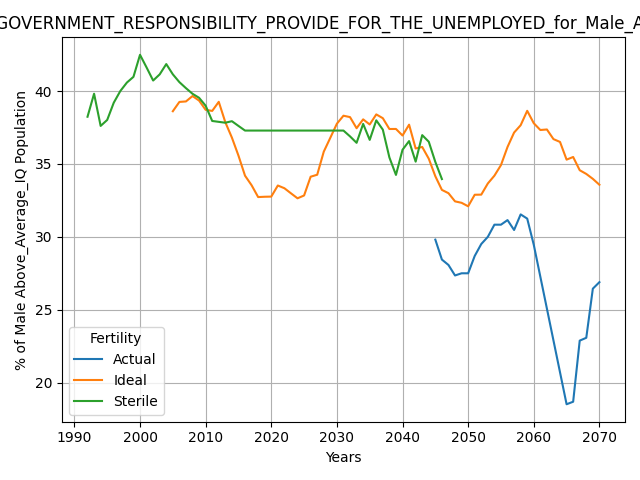 GOVERNMENT_RESPONSIBILITY_PROVIDE_FOR_THE_UNEMPLOYED_for_Male_A
% of Male Above_Average_IQ Population
40
35
30
25
20
Fertility
Actual
Ideal
Sterile
1990 2000 2010 2020 2030 2040 2050 2060 2070
Years